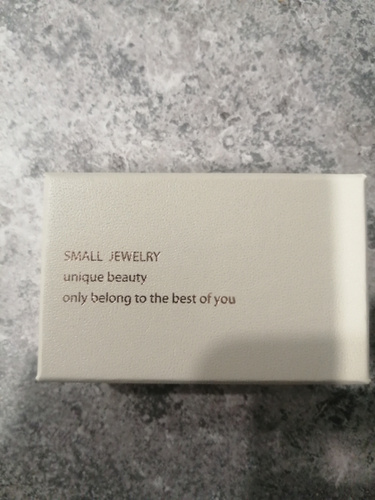 SMALL JEWELRY
unique beauty
only belong to the best of you